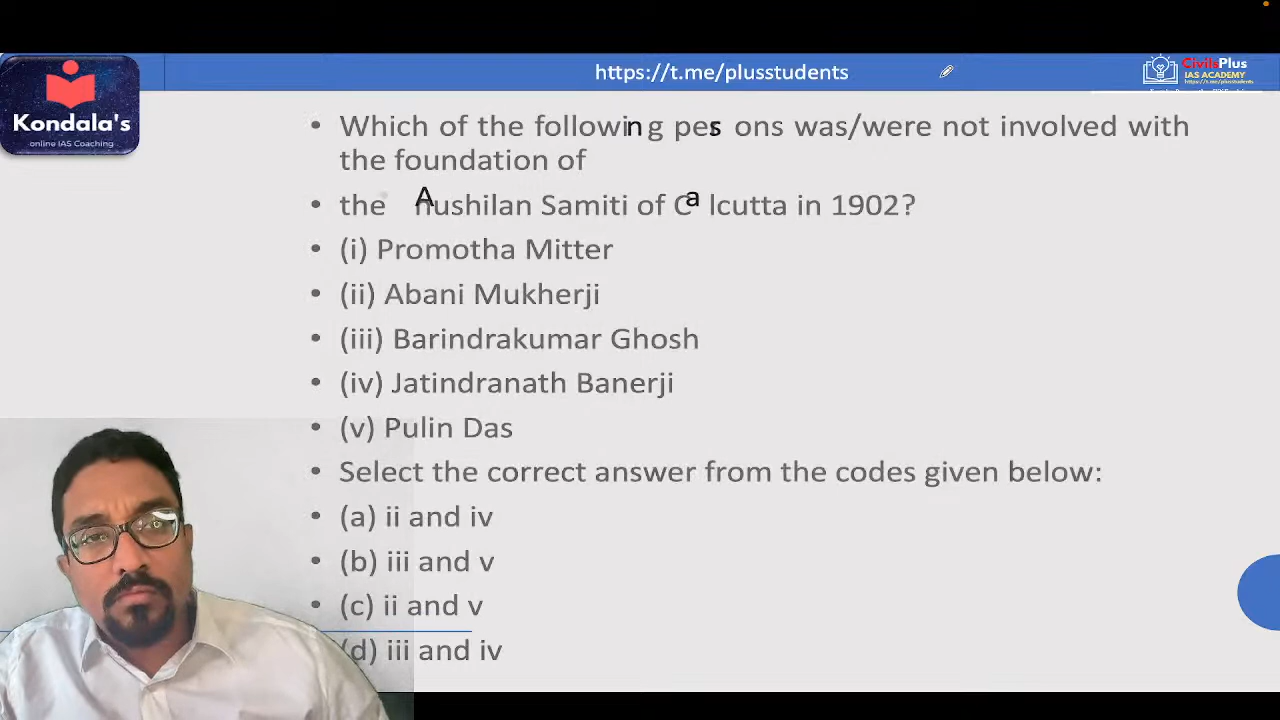 https://t.me/plusstudents
CivilsPlus
IAS ACADEMY
https://t.me/plusstudents
Kondala's
online IAS Coaching
• Which of the following persons was/were not involved with
the foundation of
• the Anushilan Samiti of Calcutta in 1902?
• (i) Promotha Mitter
• (ii) Abani Mukherji
• (iii) Barindrakumar Ghosh
• (iv) Jatindranath Banerji
• (v) Pulin Das
• Select the correct answer from the codes given below:
• (a) ii and iv
• (b) iii and v
• (c) ii and v
(d) iii and iv